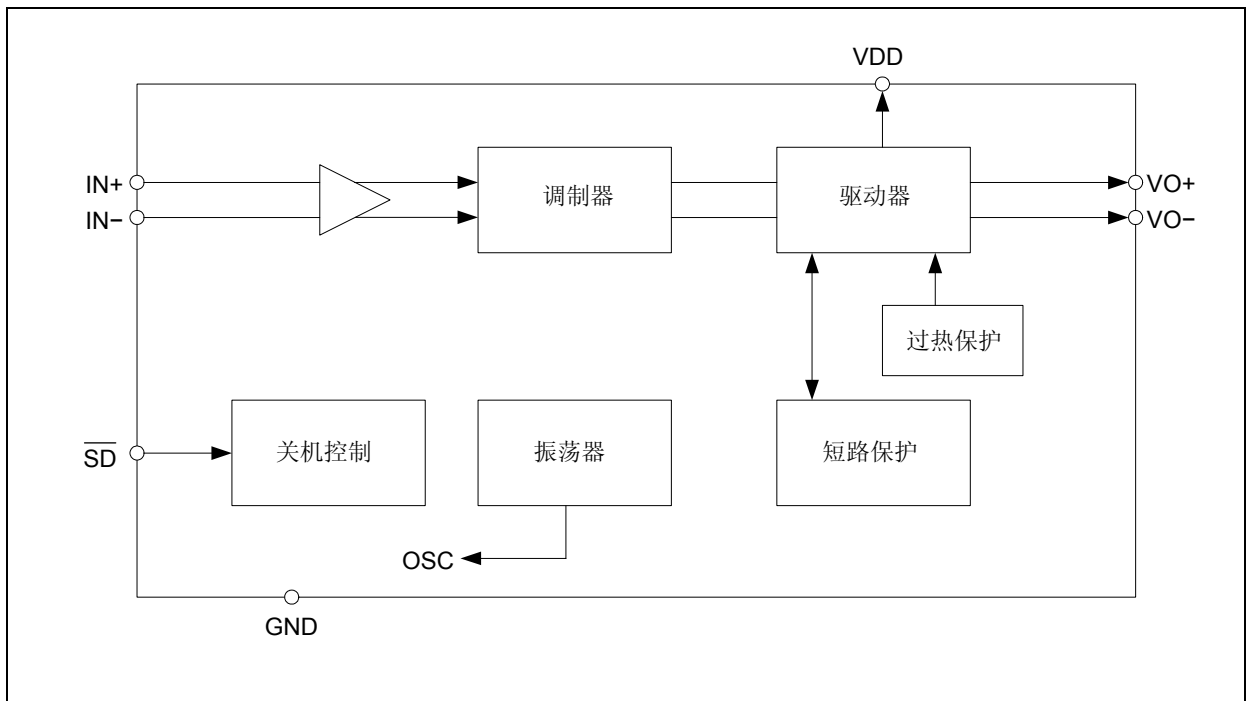 VDD
IN+
IN−
调制器
驱动器
VO+
VO−
过热保护
SD
关机控制
振荡器
短路保护
OSC
GND